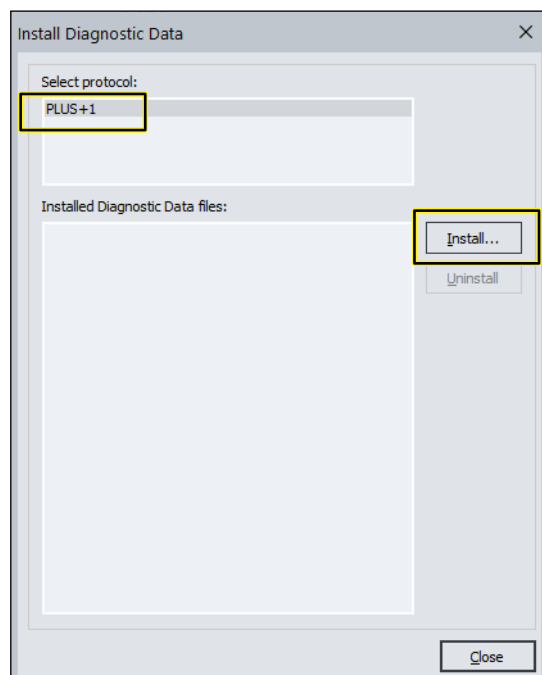 Install Diagnostic Data
Select protocol:
PLUS+1
Installed Diagnostic Data files:
Install...
Uninstall
Close